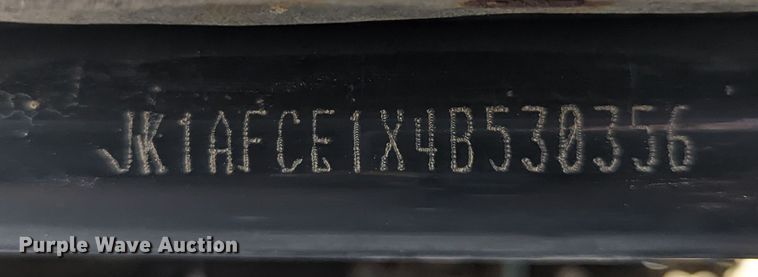 JK1AFCE1X4B530356
Purple Wave Auction